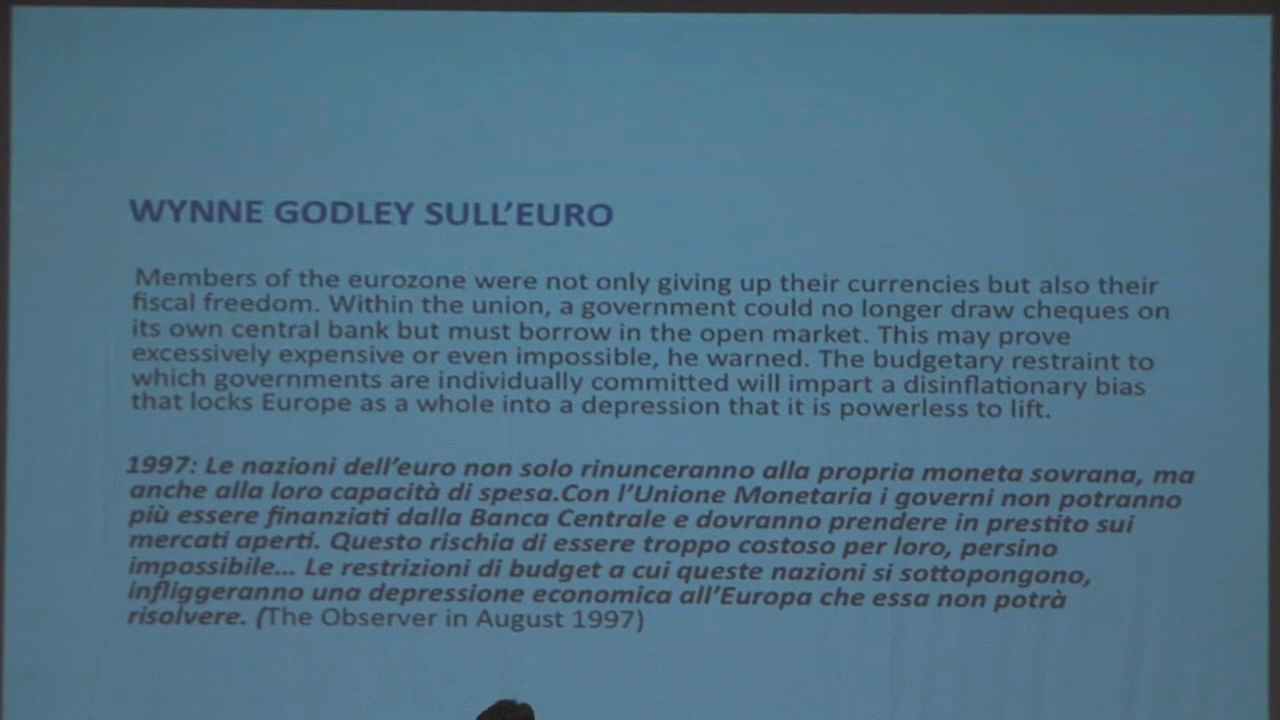 WYNNE GODLEY SULL'EURO
Members of the eurozone were not only giving up their currencies but also their
fiscal freedom. Within the union, a government could no longer draw cheques on
its own central bank but must borrow in the open market. This may prove
excessively expensive or even impossible, he warned. The budgetary restraint to
which governments are individually committed will impart a disinflationary bias
that locks Europe as a whole into a depression that it is powerless to lift.
1997: Le nazioni dell'euro non solo rinunceranno alla propria moneta sovrana, ma
anche alla loro capacità di spesa.Con l'Unione Monetaria i governi non potranno
più essere finanziati dalla Banca Centrale e dovranno prendere in prestito sui
mercati aperti. Questo rischia di essere troppo costoso per loro, persino
impossibile... Le restrizioni di budget a cui queste nazioni si sottopongono,
infliggeranno una depressione economica all'Europa che essa non potrà
risolvere. (The Observer in August 1997)